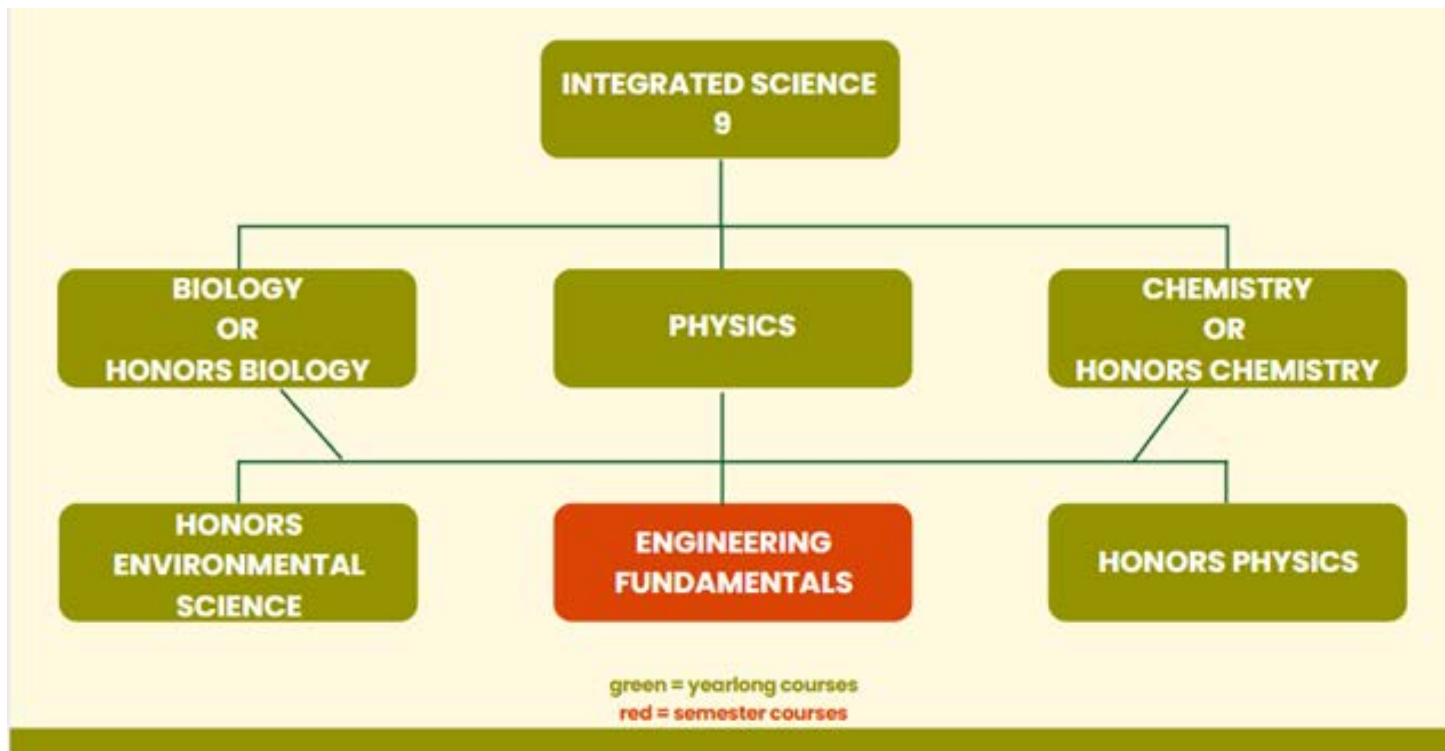 INTEGRATED SCIENCE
9
BIOLOGY
OR
HONORS BIOLOGY
PHYSICS
CHEMISTRY
OR
HONORS CHEMISTRY
HONORS
ENVIRONMENTAL
SCIENCE
ENGINEERING
FUNDAMENTALS
HONORS PHYSICS
green = yearlong courses
red = semester courses